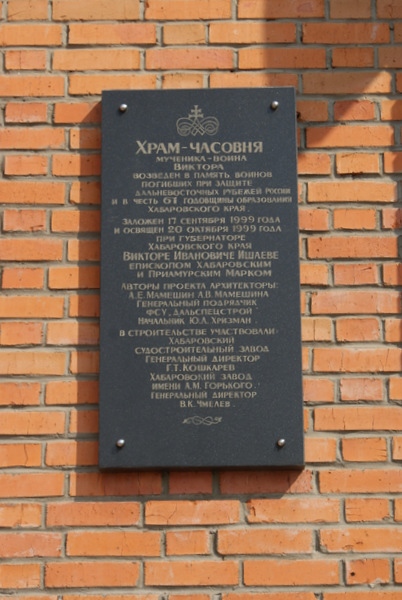 Храм-часовня
мученика-воина
Виктора
возведен в память воинов
погибших при защите
дальневосточных рубежей России
и в честь 61 годовщины образования
Хабаровского края.
Заложен 17 сентября 1999 года
и освящен 20 октября 1999 года
при губернаторе
Хабаровского края
Викторе Ивановиче Ишаеве
епископом Хабаровским
и Приамурским Марком
Авторы проекта архитекторы:
А.Е. Мамешин А.В. Мамешина
Генеральный подрядчик
ФСУ "Дальспецстрой
Начальник Ю.А. Хризман
В строительстве участвовали:
Хабаровский
судостроительный завод
Генеральный директор
Г.Т. Кошкарев
Хабаровский завод
имени А.М. Горького.
Генеральный директор
В.К. Чмелев.